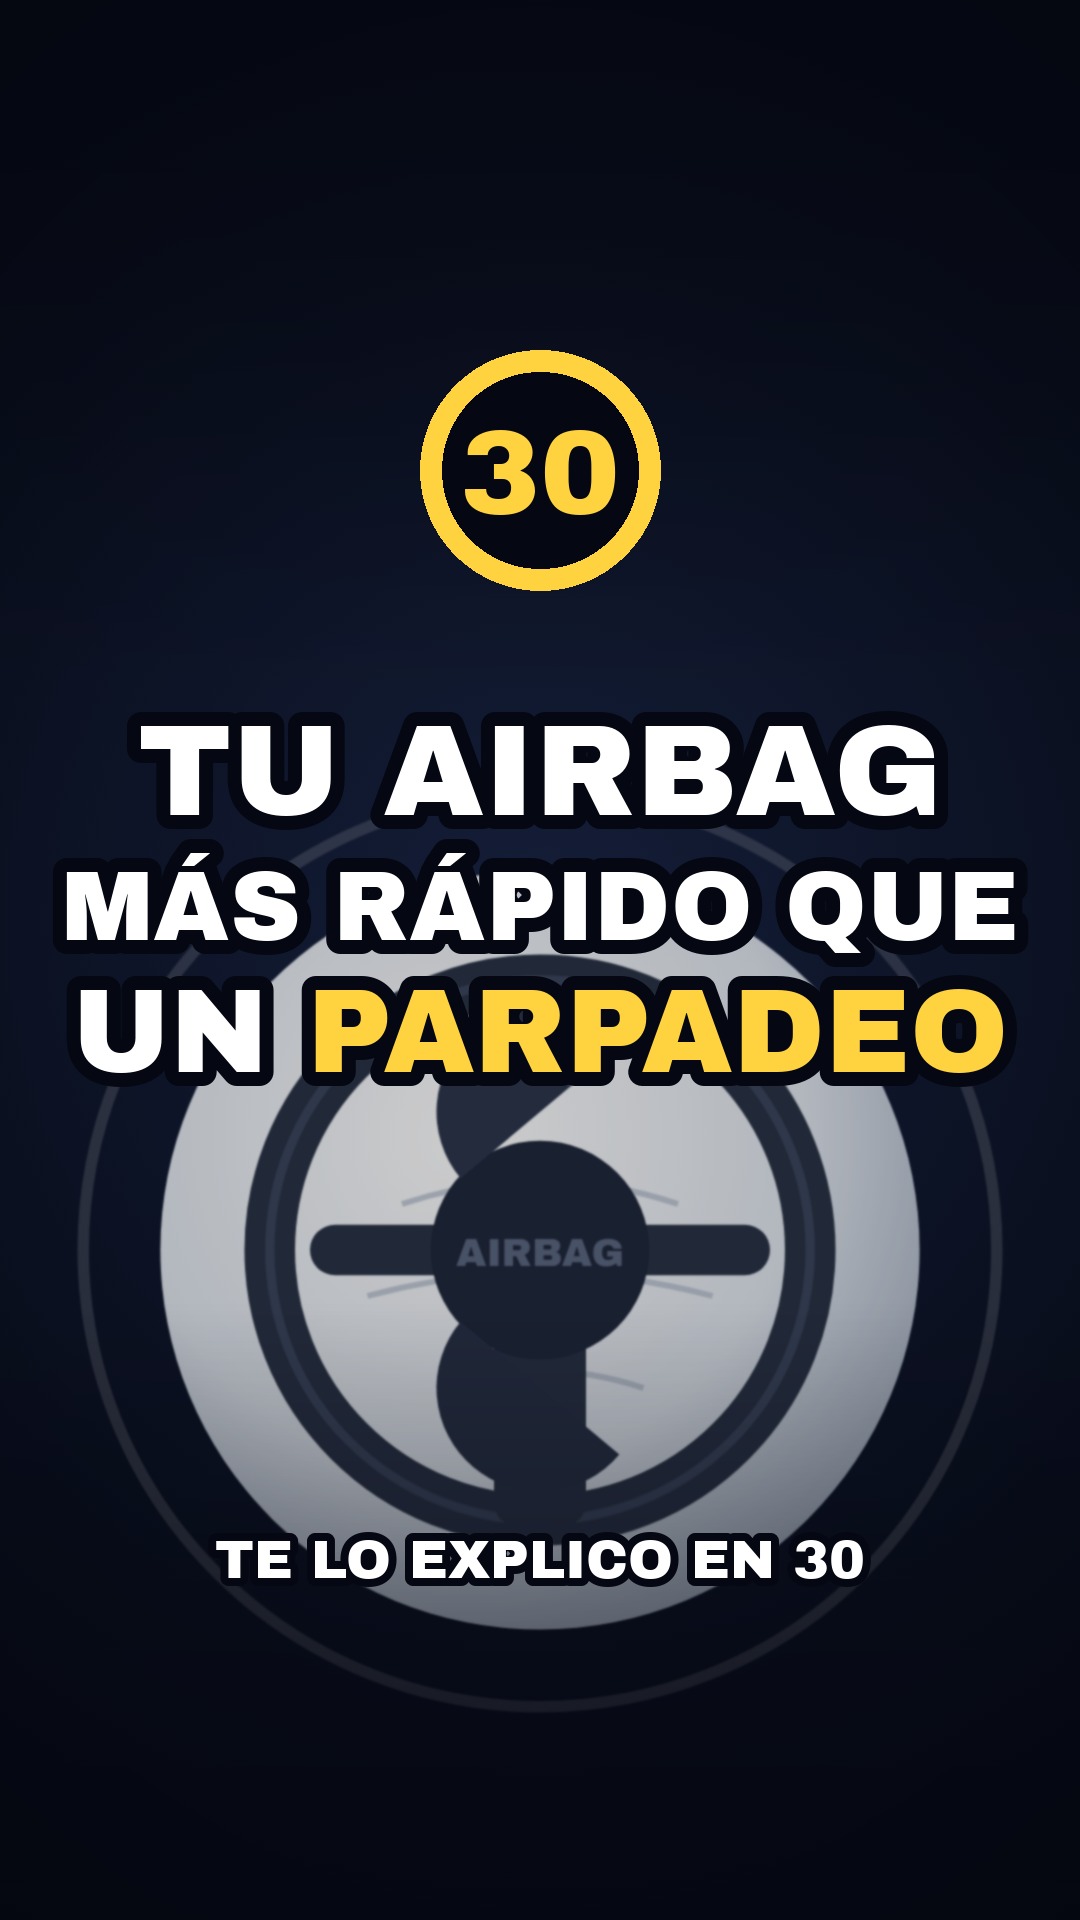 30
TU AIRBAG
MÁS RÁPIDO QUE
UN PARPADEO
AIRBAG
TE LO EXPLICO EN 30